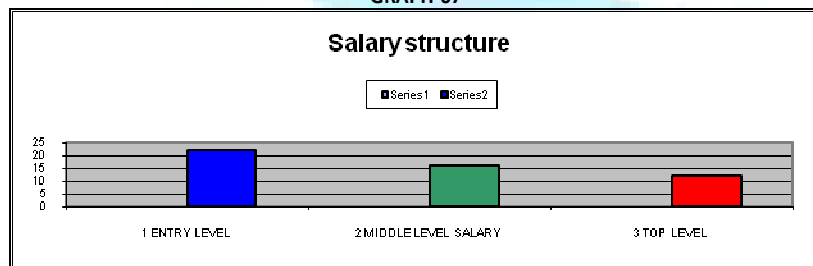 Salary structure
Series1 Series2
25
20
15
10
5
0
1 ENTRY LEVEL 2 MIDDLE LEVEL SALARY 3 TOP LEVEL